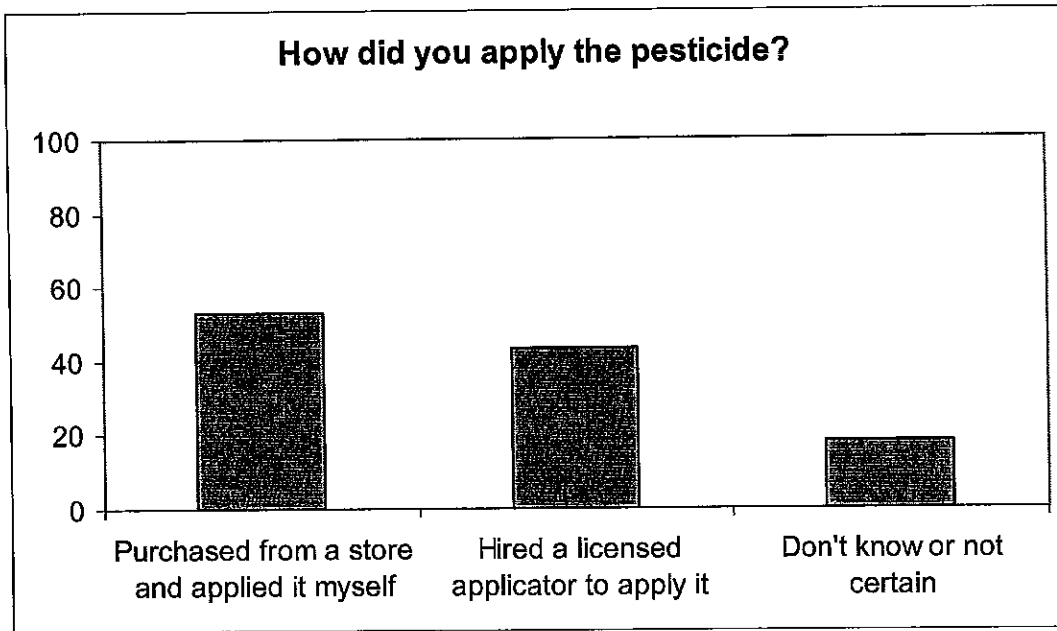 How did you apply the pesticide?
100
80
60
40
20
0
Purchased from a store
and applied it myself
Hired a licensed
applicator to apply it
Don't know or not
certain